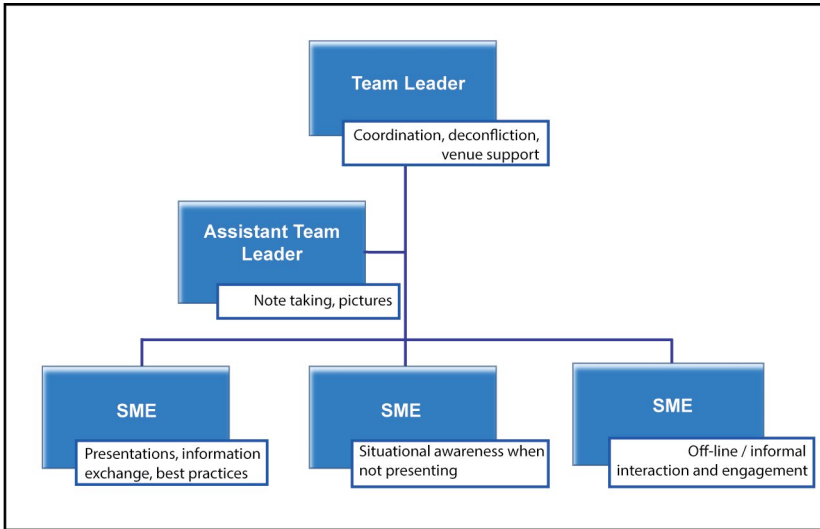 Team Leader
Coordination, deconfliction,
venue support
Assistant Team
Leader
Note taking, pictures
SME
Presentations, information
exchange, best practices
SME
Situational awareness when
not presenting
SME
Off-line / informal
interaction and engagement